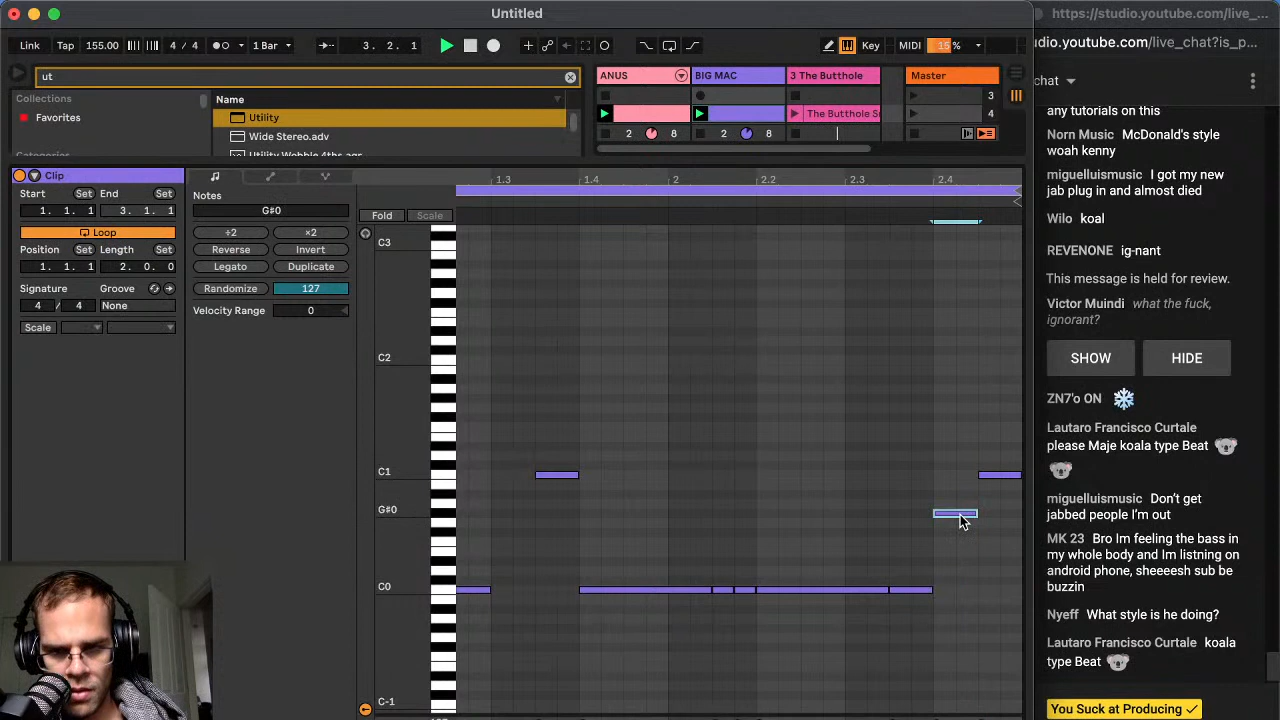 Untitled
https://studio.youtube.com/live_...
Link Tap 155.00 4 / 4 1 Bar 3. 2. 1 Key MIDI 15 %
dio.youtube.com/live_chat?is_p...
ut
ANUS BIG MAC 3 The Butthole Master
chat
Collections Name
Favorites Utility
Wide Stereo.adv
3
The Butthole 4
2 8 2 8
Clip
Start Set End Set
1. 1. 1 3. 1. 1
Loop
Position Set Length Set
1. 1. 1 2. 0. 0
Signature Groove
4 / 4 None
Scale
Notes
G#0
÷2 ×2
Reverse Invert
Legato Duplicate
Randomize 127
Velocity Range 0
1.3 1.4 2 2.2 2.3 2.4
Fold Scale
C3
C2
C1
G#0
C0
C-1
any tutorials on this
Norn Music McDonald's style
woah kenny
miguelluismusic I got my new
jab plug in and almost died
Wilo koal
REVENONE ig-nant
This message is held for review.
Victor Muindi what the fuck,
ignorant?
SHOW HIDE
ZN7'o ON ❄️
Lautaro Francisco Curtale
please Maje koala type Beat 🐨
🐨
miguelluismusic Don't get
jabbed people I'm out
MK 23 Bro Im feeling the bass in
my whole body and Im listning on
android phone, sheeeesh sub be
buzzin
Nyeff What style is he doing?
Lautaro Francisco Curtale koala
type Beat 🐨
You Suck at Producing ✓